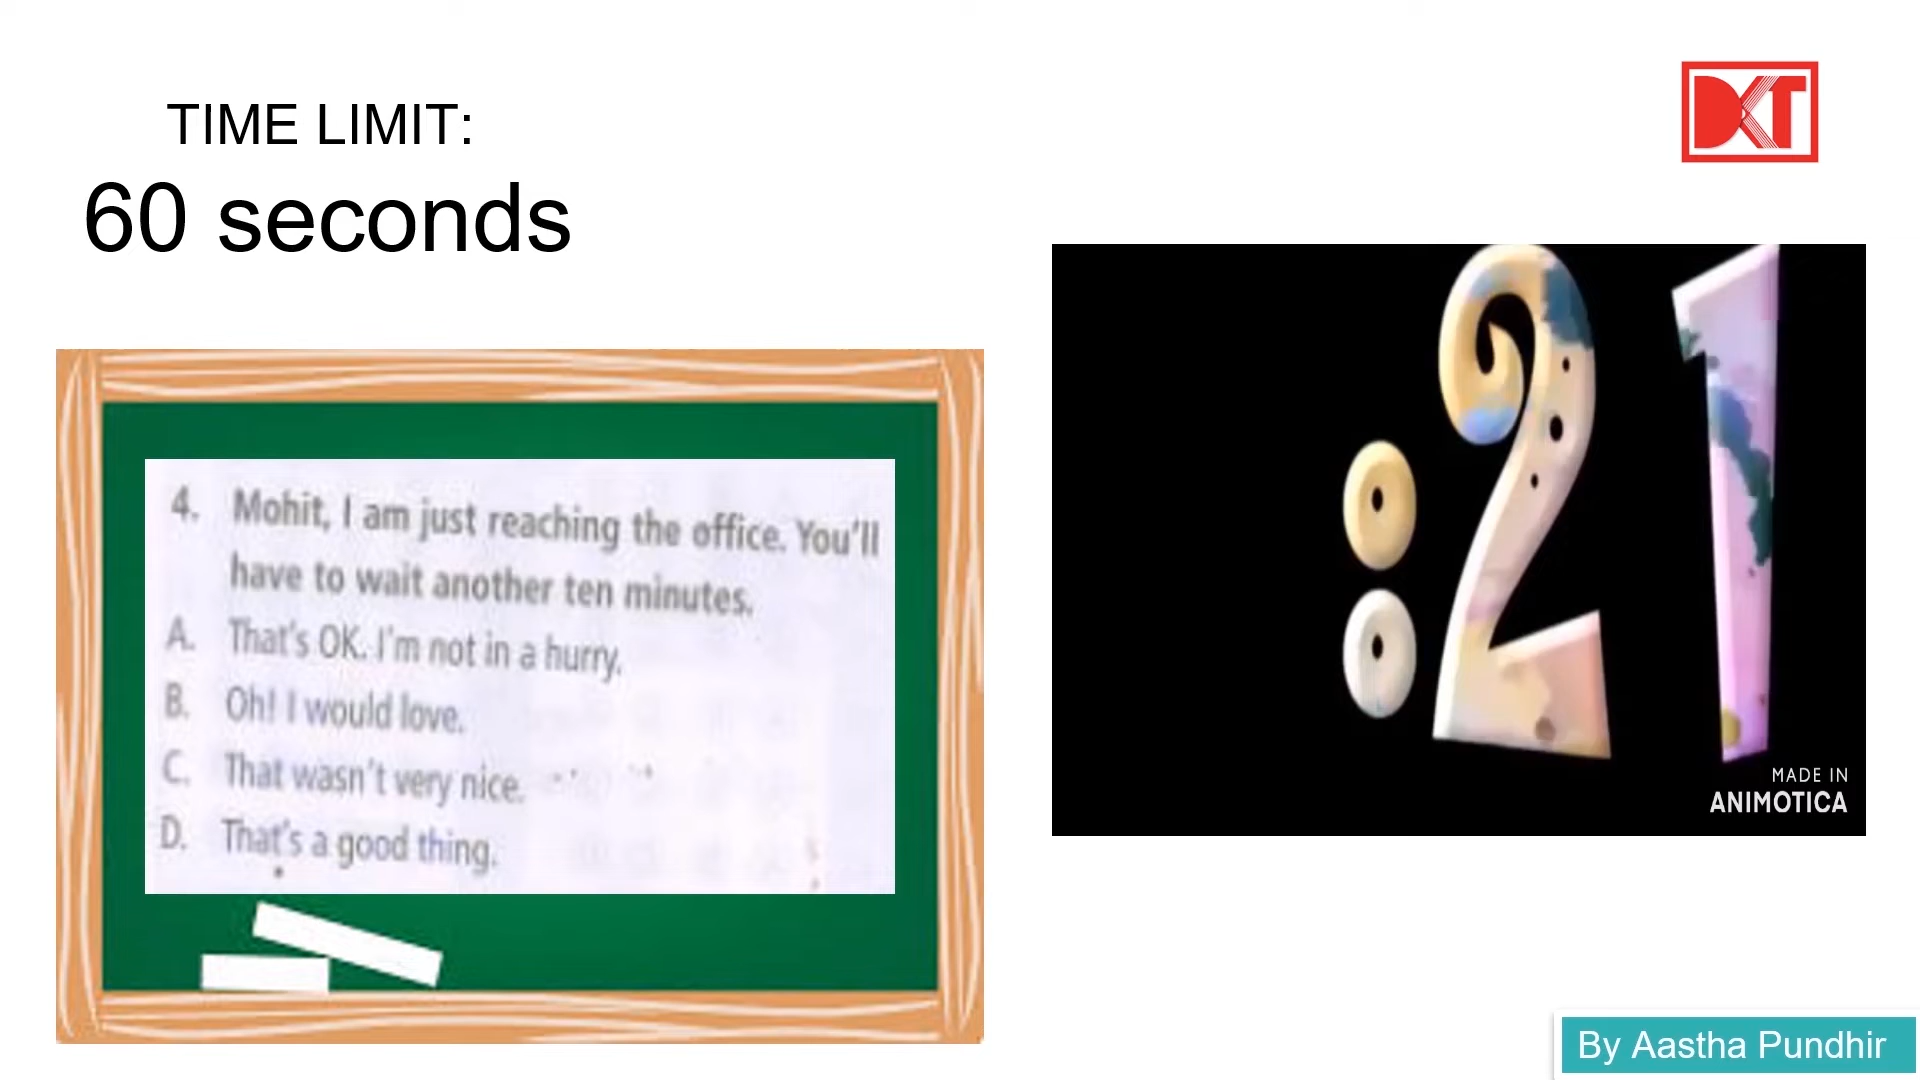 TIME LIMIT:
60 seconds
DKT
4. Mohit, I am just reaching the office. You'll
have to wait another ten minutes.
A. That's OK. I'm not in a hurry.
B. Oh! I would love.
C. That wasn't very nice.
D. That's a good thing.
:21
MADE IN
ANIMOTICA
By Aastha Pundhir